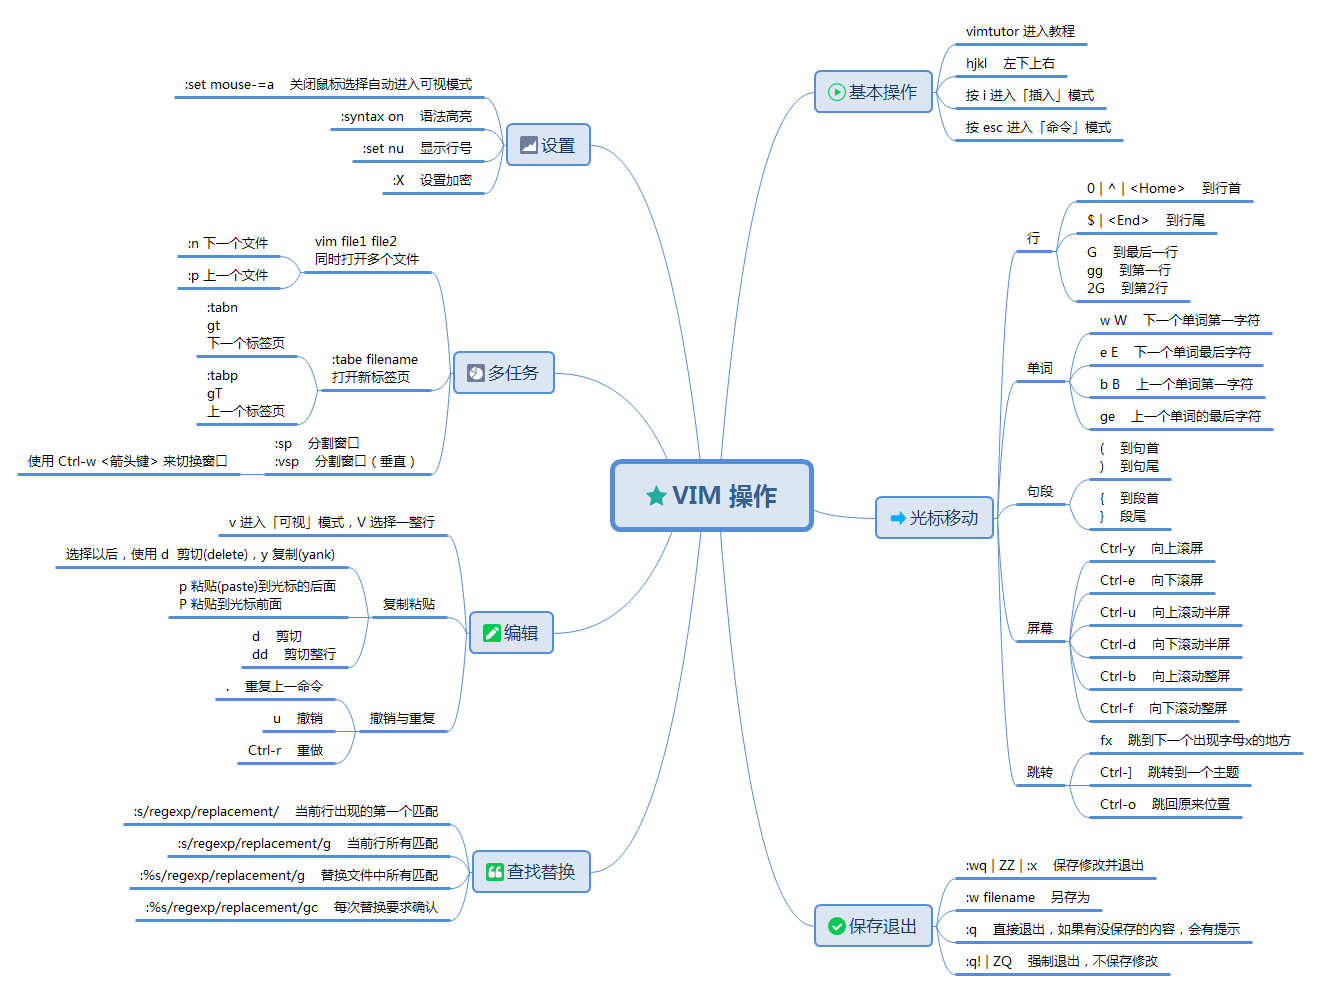 VIM 操作
基本操作
vimtutor 进入教程
hjkl 左下上右
按 i 进入「插入」模式
按 esc 进入「命令」模式
光标移动
行
0 | ^ | <Home> 到行首
$ | <End> 到行尾
G 到最后一行
gg 到第一行
2G 到第2行
单词
w W 下一个单词第一字符
e E 下一个单词最后字符
b B 上一个单词第一字符
ge 上一个单词的最后字符
句段
( 到句首
) 到句尾
{ 到段首
} 段尾
屏幕
Ctrl-y 向上滚屏
Ctrl-e 向下滚屏
Ctrl-u 向上滚动半屏
Ctrl-d 向下滚动半屏
Ctrl-b 向上滚动整屏
Ctrl-f 向下滚动整屏
跳转
fx 跳到下一个出现字母x的地方
Ctrl-] 跳转到一个主题
Ctrl-o 跳回原来位置
保存退出
:wq | ZZ | :x 保存修改并退出
:w filename 另存为
:q 直接退出，如果有没保存的内容，会有提示
:q! | ZQ 强制退出，不保存修改
设置
:set mouse-=a 关闭鼠标选择自动进入可视模式
:syntax on 语法高亮
:set nu 显示行号
:X 设置加密
多任务
vim file1 file2
同时打开多个文件
:n 下一个文件
:p 上一个文件
:tabe filename
打开新标签页
:tabn
gt
下一个标签页
:tabp
gT
上一个标签页
:sp 分割窗口
:vsp 分割窗口（垂直）
使用 Ctrl-w <箭头键> 来切换窗口
编辑
v 进入「可视」模式，V 选择一整行
复制粘贴
选择以后，使用 d 剪切(delete)，y 复制(yank)
p 粘贴(paste)到光标的后面
P 粘贴到光标前面
d 剪切
dd 剪切整行
撤销与重复
. 重复上一命令
u 撤销
Ctrl-r 重做
查找替换
:s/regexp/replacement/ 当前行出现的第一个匹配
:s/regexp/replacement/g 当前行所有匹配
:%s/regexp/replacement/g 替换文件中所有匹配
:%s/regexp/replacement/gc 每次替换要求确认